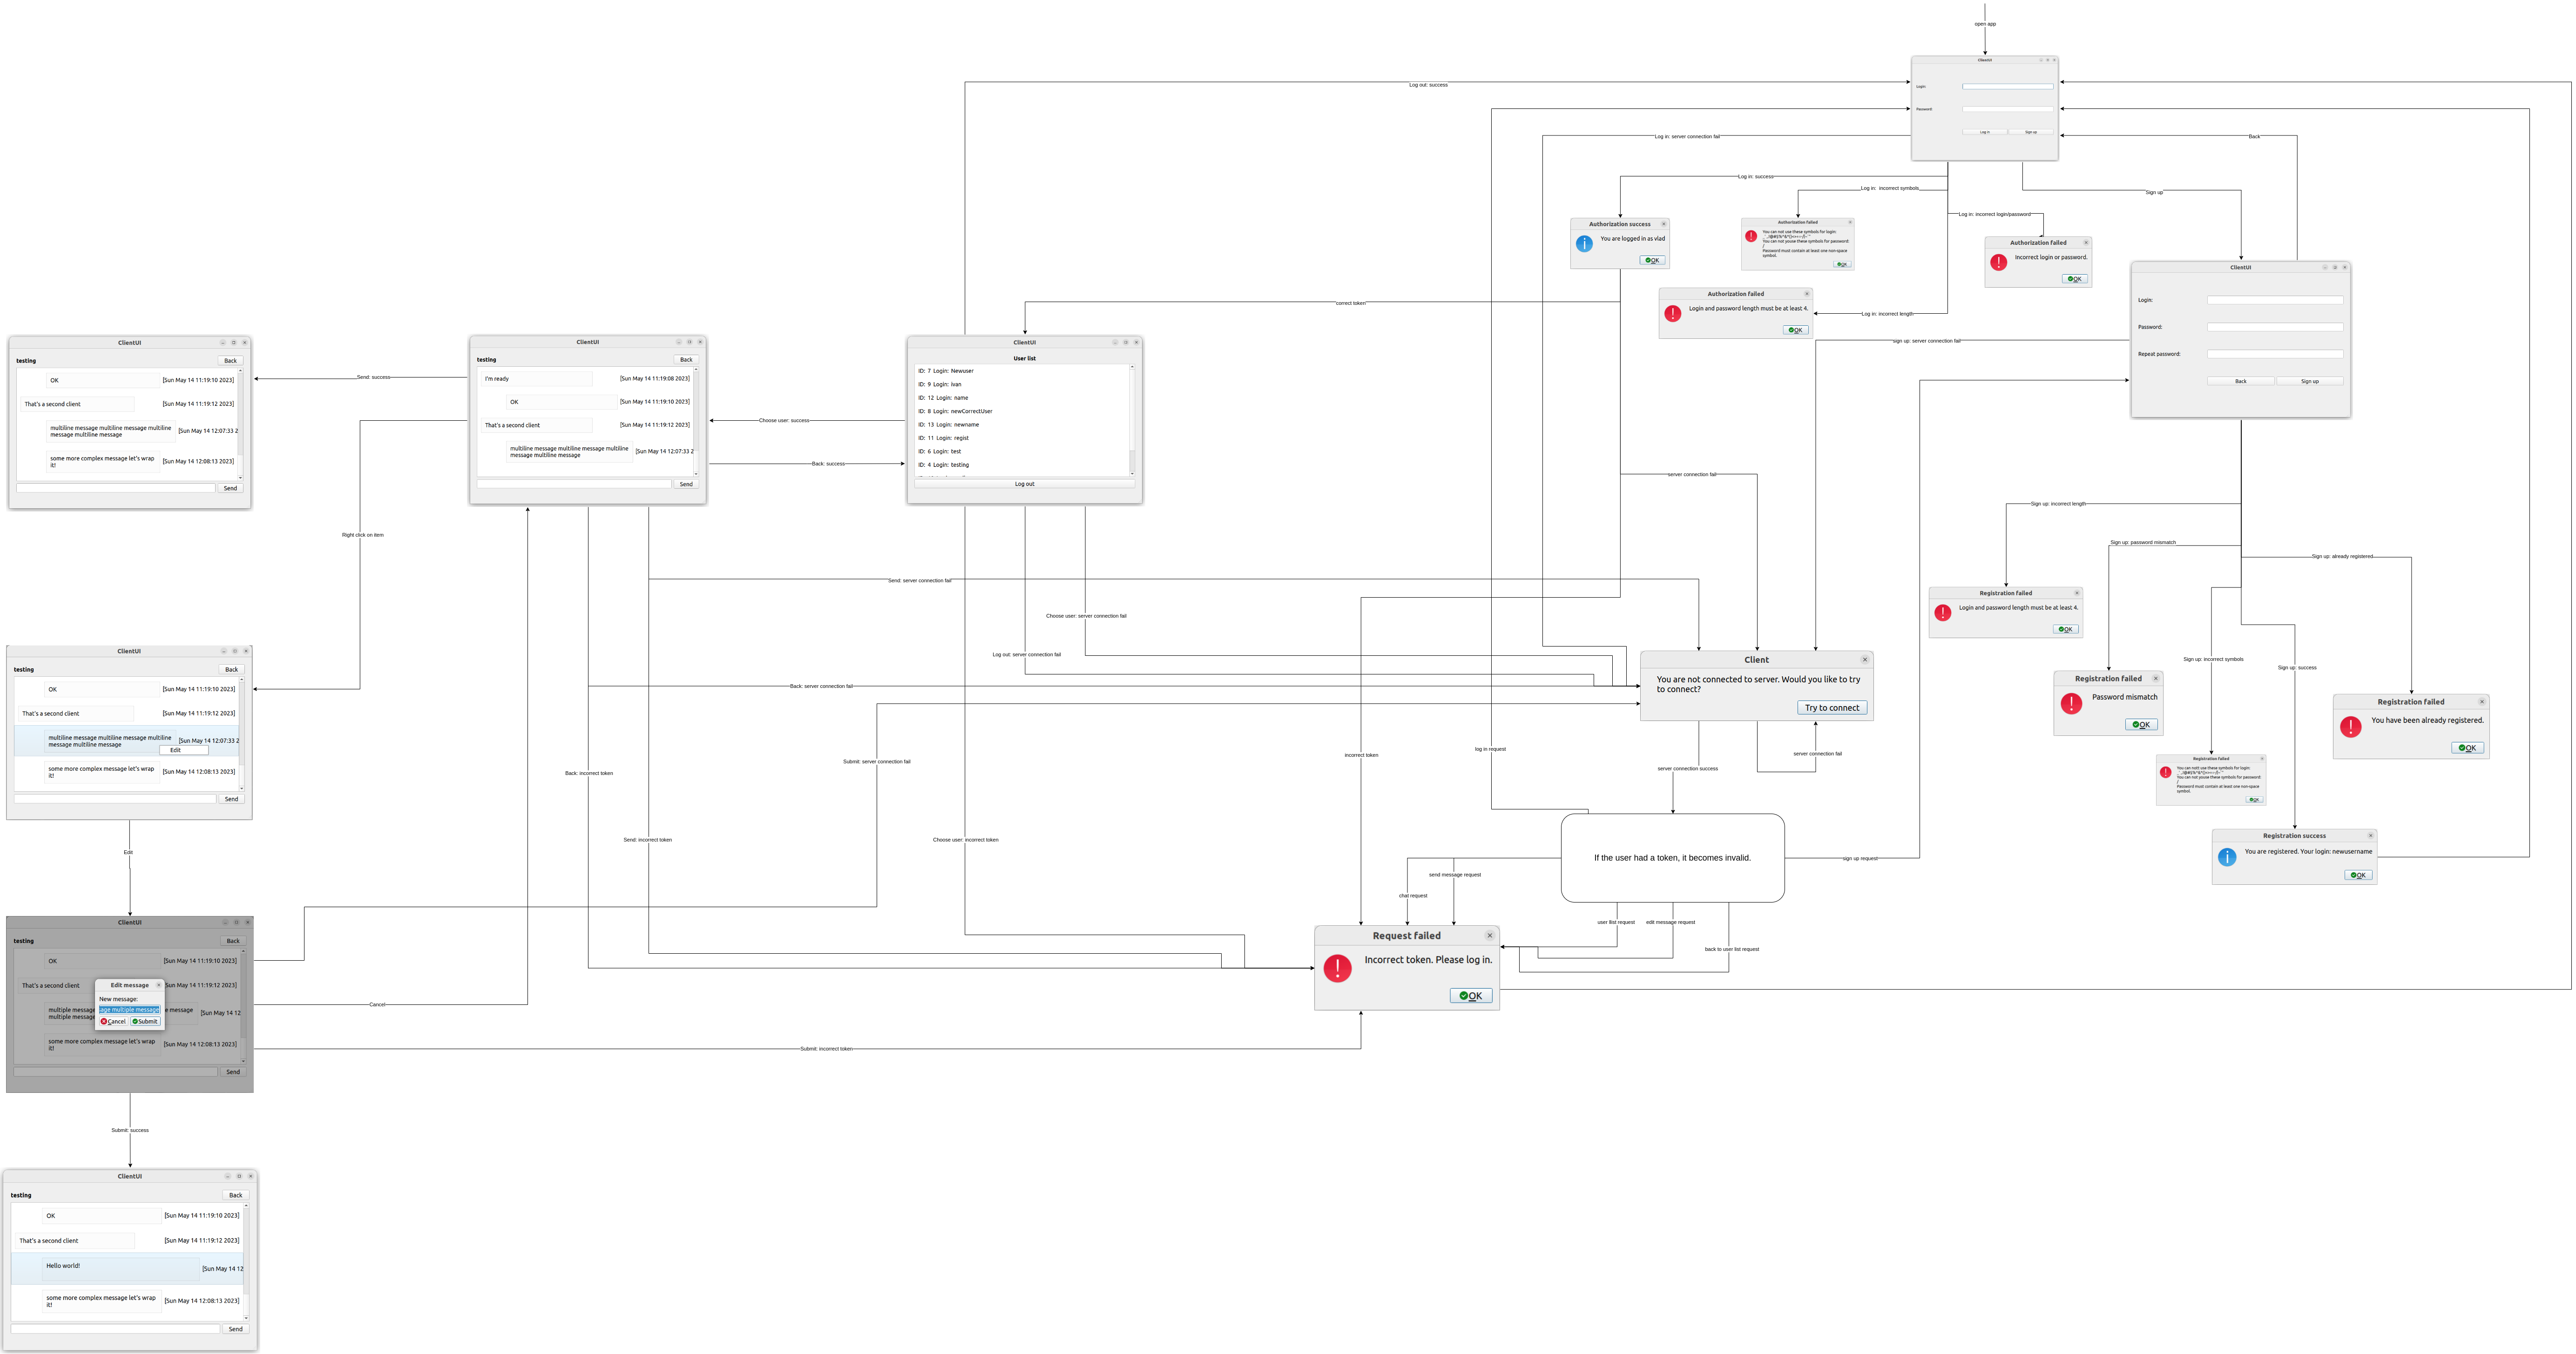 open app
ClientUI
Login
Password
Log in
Sign up
Log out: success
Log in: server connection fail
Back
Log in: success
Log in: incorrect symbols
Sign up
Log in: incorrect login/password
Authorization success
You are logged in as vlad
OK
Authorization failed
You can not use these symbols for login:
You can not youse these symbols for password:
Password must contain at least one non-space
symbol.
OK
Authorization failed
Incorrect login or password.
OK
Authorization failed
Login and password length must be at least 4.
OK
Log in: incorrect length
correct token
sign up: server connection fail
ClientUI
Login:
Password:
Repeat password:
Back
Sign up
ClientUI
testing
Back
OK
[Sun May 14 11:19:10 2023]
That's a second client
[Sun May 14 11:19:12 2023]
multiline message multiline message multiline
message multiline message
[Sun May 14 12:07:33 2
some more complex message let's wrap
it!
[Sun May 14 12:08:13 2023]
Send
Send: success
ClientUI
testing
Back
I'm ready
[Sun May 14 11:19:08 2023]
OK
[Sun May 14 11:19:10 2023]
That's a second client
[Sun May 14 11:19:12 2023]
multiline message multiline message multiline
message multiline message
[Sun May 14 12:07:33 2
Send
Choose user: success
Back: success
ClientUI
User list
ID: 7 Login: Newuser
ID: 9 Login: ivan
ID: 12 Login: name
ID: 8 Login: newCorrectUser
ID: 13 Login: newname
ID: 11 Login: regist
ID: 6 Login: test
ID: 4 Login: testing
Log out
server connection fail
Right click on item
Send: server connection fail
Choose user: server connection fail
Log out: server connection fail
Back: server connection fail
Sign up: incorrect length
Sign up: password mismatch
Sign up: already registered
Registration failed
Login and password length must be at least 4.
OK
Sign up: incorrect symbols
Sign up: success
Registration failed
Password mismatch
OK
Registration failed
You have been already registered.
OK
Registration failed
You can nott use these symbols for login:
You can not youse these symbols for password:
Password must contain at least one non-space
symbol.
OK
Registration success
You are registered. Your login: newusername
OK
Client
You are not connected to server. Would you like to try
to connect?
Try to connect
server connection fail
server connection success
log in request
incorrect token
If the user had a token, it becomes invalid.
sign up request
send message request
chat request
user list request
edit message request
back to user list request
Request failed
Incorrect token. Please log in.
OK
ClientUI
testing
Back
OK
[Sun May 14 11:19:10 2023]
That's a second client
[Sun May 14 11:19:12 2023]
multiline message multiline message multiline
message multiline message
[Sun May 14 12:07:33 2
Edit
some more complex message let's wrap
it!
[Sun May 14 12:08:13 2023]
Send
Back: incorrect token
Submit: server connection fail
Send: incorrect token
Choose user: incorrect token
Edit
ClientUI
testing
Back
OK
[Sun May 14 11:19:10 2023]
That's a second client
[Sun May 14 11:19:12 2023]
Edit message
New message:
age multiple message
Cancel
Submit
multiple message
multiple messag
e message
[Sun May 14 12
some more complex message let's wrap
it!
[Sun May 14 12:08:13 2023]
Send
Cancel
Submit: incorrect token
Submit: success
ClientUI
testing
Back
OK
[Sun May 14 11:19:10 2023]
That's a second client
[Sun May 14 11:19:12 2023]
Hello world!
[Sun May 14 12
some more complex message let's wrap
it!
[Sun May 14 12:08:13 2023]
Send